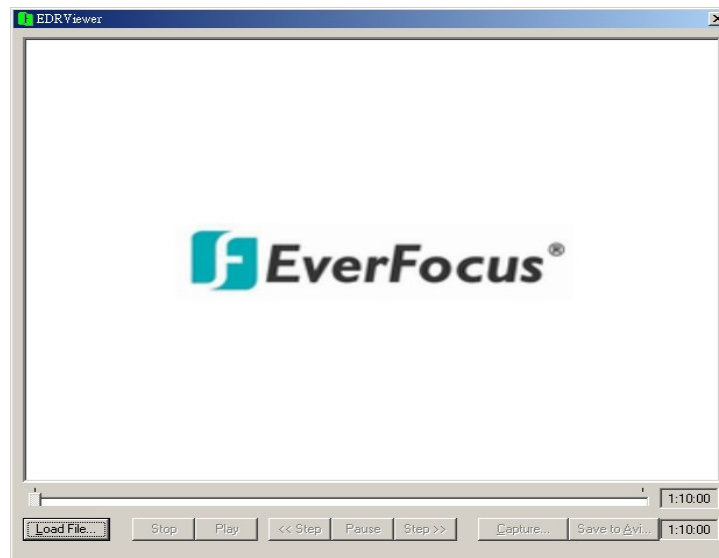 EDRViewer
EverFocus®
1:10:00
Load File... Stop Play << Step Pause Step >> Capture... Save to Avi... 1:10:00